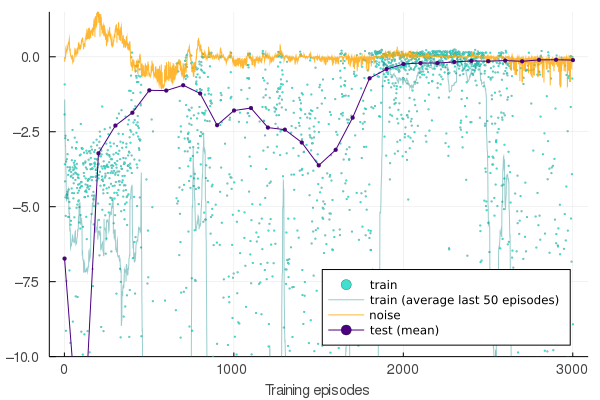 0.0
−2.5
−5.0
−7.5
−10.0
0
1000
2000
3000
Training episodes
train
train (average last 50 episodes)
noise
test (mean)